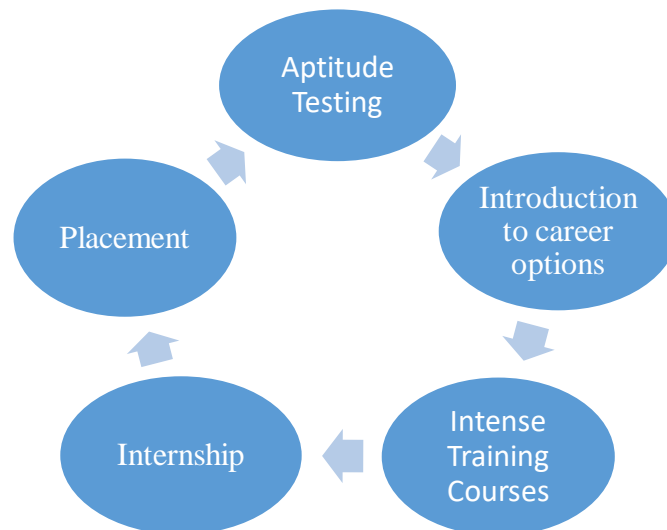 Aptitude
Testing
Introduction
to career
options
Intense
Training
Courses
Internship
Placement